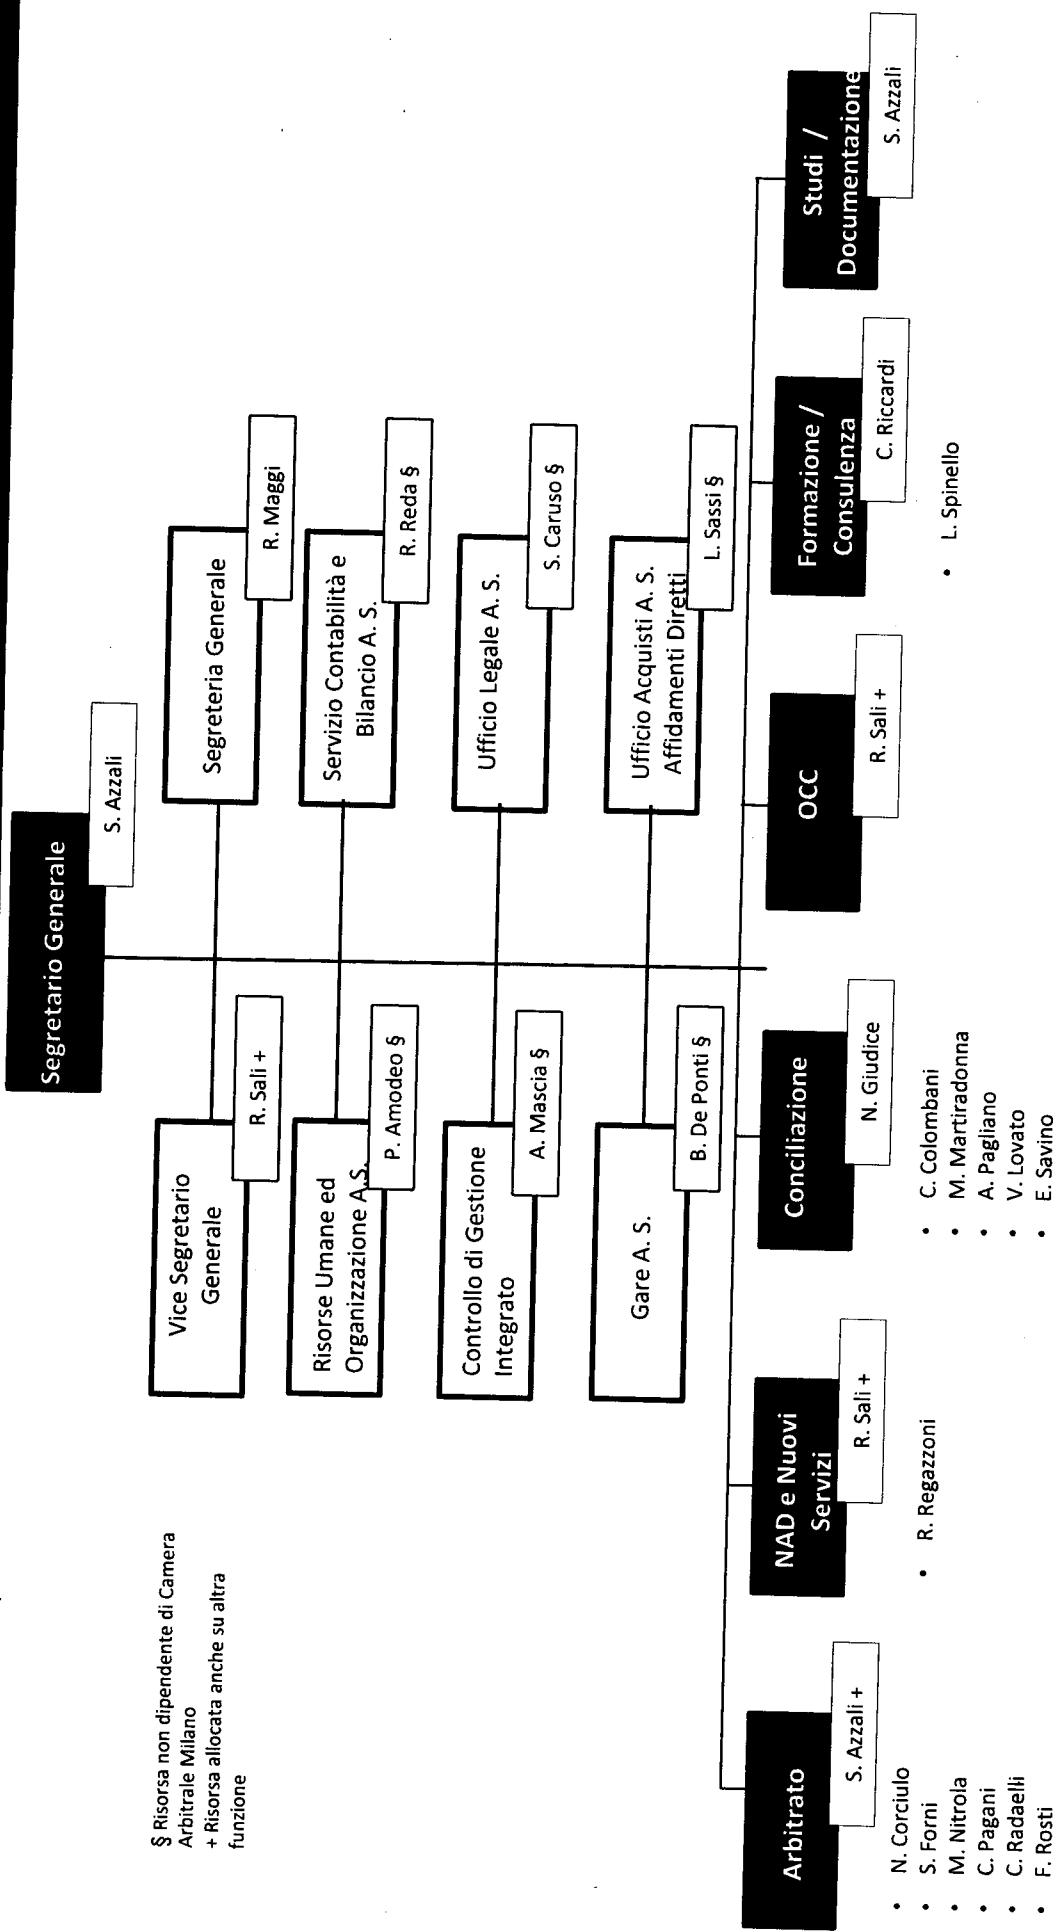 Segretario Generale
S. Azzali
Vice Segretario
Generale
R. Sali +
Segreteria Generale
R. Maggi
Risorse Umane ed
Organizzazione A.S.
P. Amodeo §
Servizio Contabilità e
Bilancio A. S.
R. Reda §
Controllo di Gestione
Integrato
A. Mascia §
Ufficio Legale A. S.
S. Caruso §
Gare A. S.
B. De Ponti §
Ufficio Acquisti A. S.
Affidamenti Diretti
L. Sassi §
§ Risorsa non dipendente di Camera
Arbitrale Milano
+ Risorsa allocata anche su altra
funzione
Arbitrato
S. Azzali +
• N. Corciulo
• S. Forni
• M. Nitrola
• C. Pagani
• C. Radaelli
• F. Rosti
NAD e Nuovi
Servizi
R. Sali +
• R. Regazzoni
Conciliazione
N. Giudice
• C. Colombani
• M. Martiradonna
• A. Pagliano
• V. Lovato
• E. Savino
OCC
R. Sali +
Formazione /
Consulenza
C. Riccardi
• L. Spinello
Studi /
Documentazione
S. Azzali